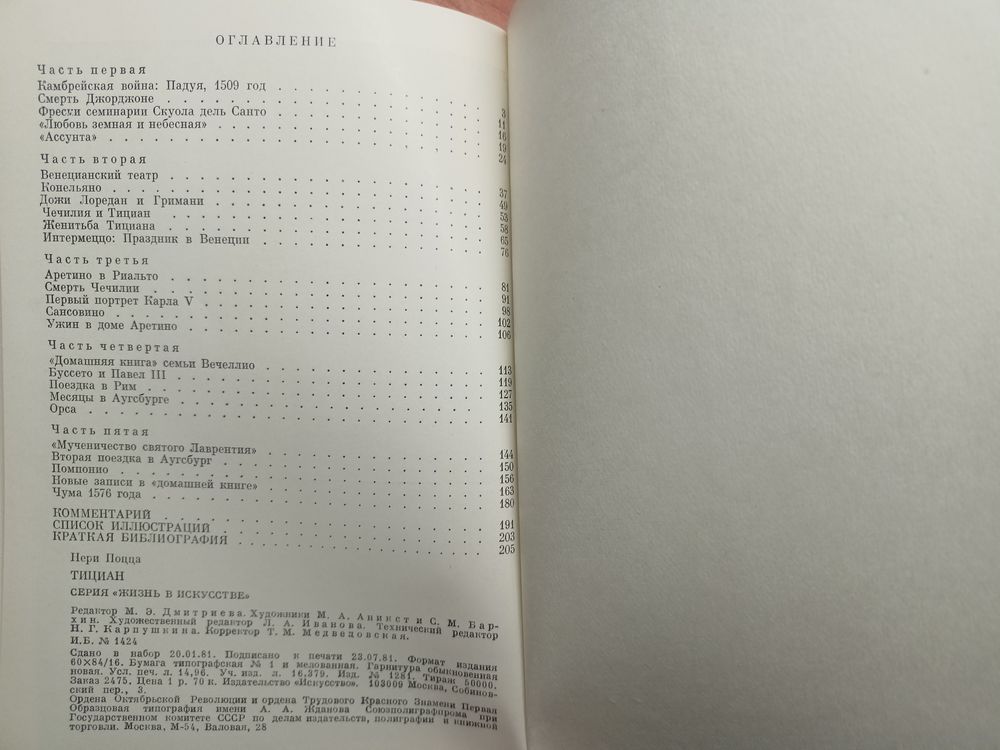 ОГЛАВЛЕНИЕ
Часть первая
Камбрейская война: Падуя, 1509 год . . . 3
Смерть Джорджоне . . . 11
Фрески семинарии Скуола дель Санто . . . 16
«Любовь земная и небесная» . . . 19
«Ассунта» . . . 24
Часть вторая
Венецианский театр . . . 37
Конельяно . . . 49
Дожи Лоредан и Гримани . . . 53
Чечилия и Тициан . . . 58
Женитьба Тициана . . . 65
Интермеццо: Праздник в Венеции . . . 76
Часть третья
Аретино в Риальто . . . 81
Смерть Чечилии . . . 91
Первый портрет Карла V . . . 98
Сансовино . . . 102
Ужин в доме Аретино . . . 106
Часть четвертая
«Домашняя книга» семьи Вечеллио . . . 113
Буссето и Павел III . . . 119
Поездка в Рим . . . 127
Месяцы в Аугсбурге . . . 135
Орса . . . 141
Часть пятая
«Мученичество святого Лаврентия» . . . 144
Вторая поездка в Аугсбург . . . 150
Помпонио . . . 156
Новые записи в «домашней книге» . . . 163
Чума 1576 года . . . 180
КОММЕНТАРИЙ . . . 191
СПИСОК ИЛЛЮСТРАЦИЙ . . . 203
КРАТКАЯ БИБЛИОГРАФИЯ . . . 205
Нери Поцца
ТИЦИАН
СЕРИЯ «ЖИЗНЬ В ИСКУССТВЕ»
Редактор М. Э. Дмитриева. Художники М. А. Аникст и С. М. Бар-
хин. Художественный редактор Л. А. Иванова. Технический редактор
Н. Г. Карпушкина. Корректор Т. М. Медведовская.
И.Б. № 1424
Сдано в набор 20.01.81. Подписано к печати 23.07.81. Формат издания
60×84/16. Бумага типографская № 1 и мелованная. Гарнитура обыкновенная
новая. Усл. печ. л. 14,96. Уч. изд. л. 16,379. Изд. № 1281. Тираж 50000.
Заказ 2475. Цена 1 р. 70 к. Издательство «Искусство». 103009 Москва, Собинов-
ский пер., 3.
Ордена Октябрьской Революции и ордена Трудового Красного Знамени Первая
Образцовая типография имени А. А. Жданова Союзполиграфпрома при
Государственном комитете СССР по делам издательств, полиграфии и книжной
торговли. Москва, М-54, Валовая, 28